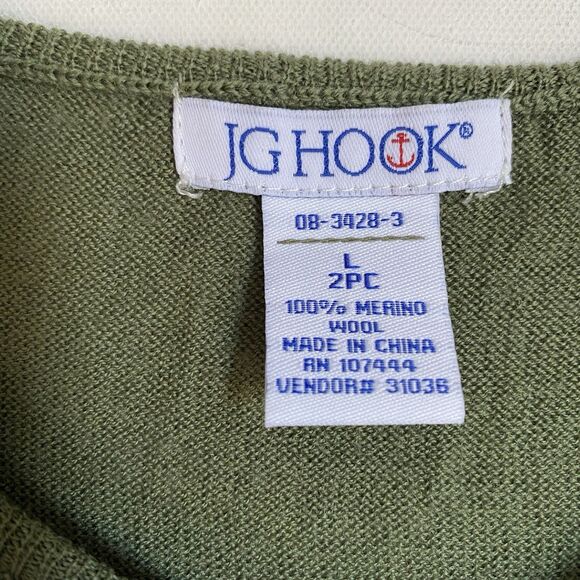 JGHOOK®
08-3428-3
L
2PC
100% MERINO
WOOL
MADE IN CHINA
RN 107444
VENDOR# 31036